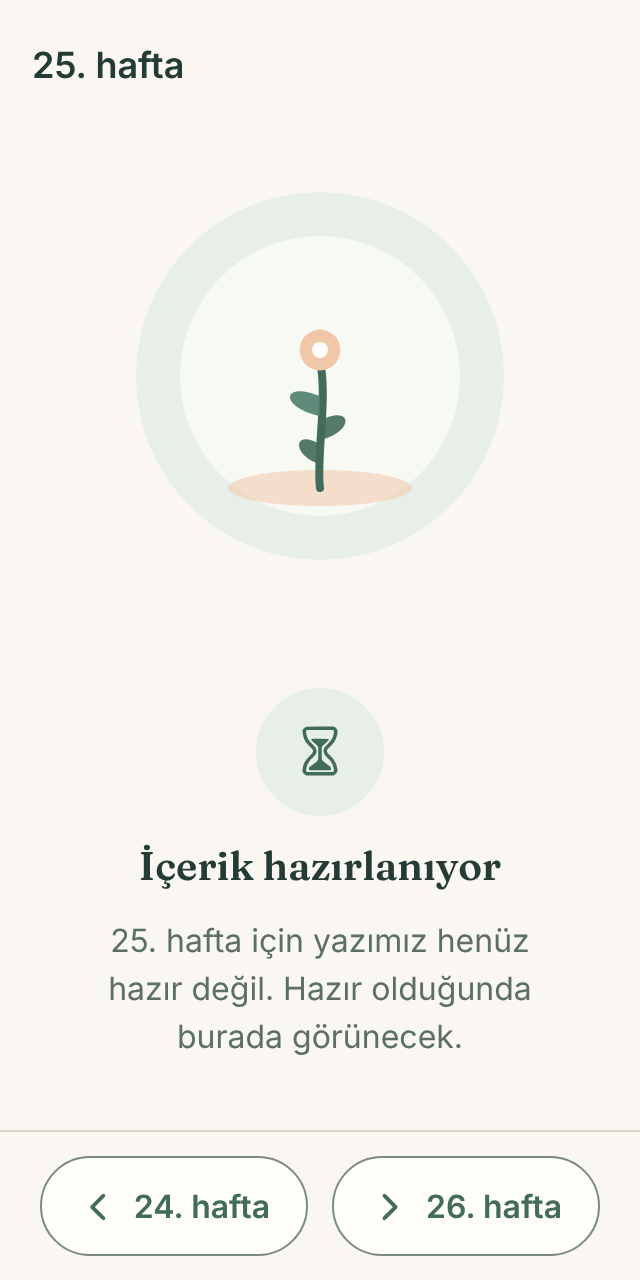 25. hafta
İçerik hazırlanıyor
25. hafta için yazımız henüz
hazır değil. Hazır olduğunda
burada görünecek.
24. hafta
26. hafta